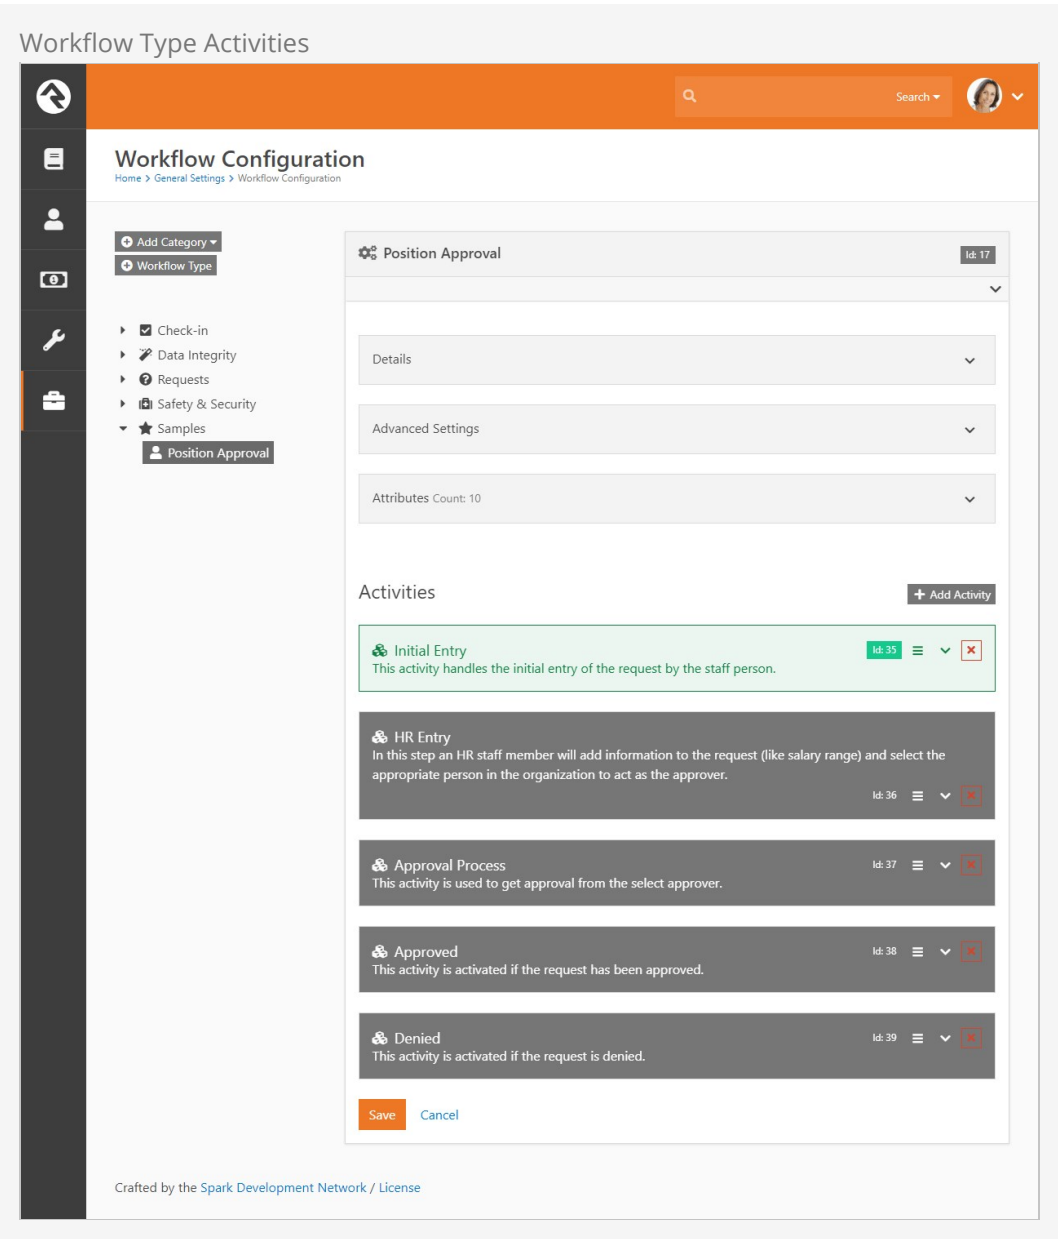 Workflow Type Activities
Search
Workflow Configuration
Home > General Settings > Workflow Configuration
Add Category
Workflow Type
Check-in
Data Integrity
Requests
Safety & Security
Samples
Position Approval
Position Approval
Id: 17
Details
Advanced Settings
Attributes Count: 10
Activities
Add Activity
Initial Entry
Id: 35
This activity handles the initial entry of the request by the staff person.
HR Entry
In this step an HR staff member will add information to the request (like salary range) and select the
appropriate person in the organization to act as the approver.
Id: 36
Approval Process
Id: 37
This activity is used to get approval from the select approver.
Approved
Id: 38
This activity is activated if the request has been approved.
Denied
Id: 39
This activity is activated if the request is denied.
Save
Cancel
Crafted by the Spark Development Network / License